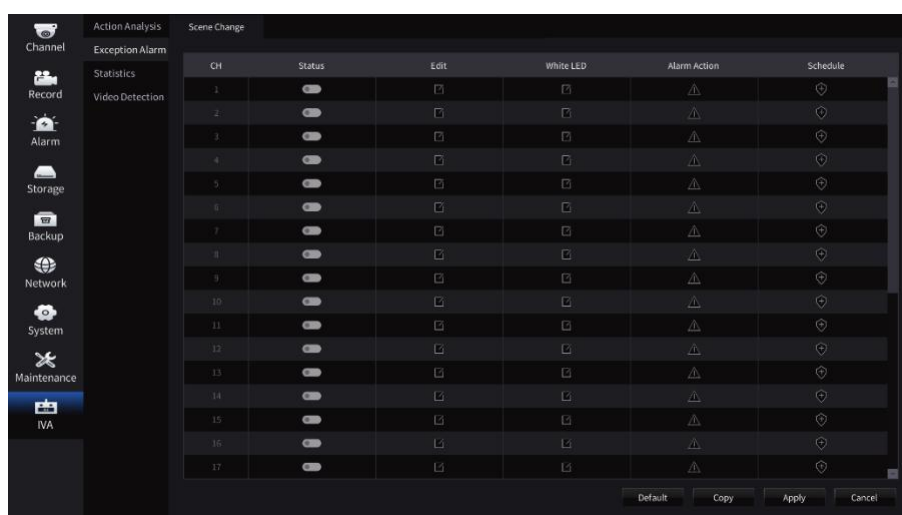 Channel
Record
Alarm
Storage
Backup
Network
System
Maintenance
IVA
Action Analysis
Exception Alarm
Statistics
Video Detection
Scene Change
CH Status Edit White LED Alarm Action Schedule
1
2
3
4
5
6
7
8
9
10
11
12
13
14
15
16
17
Default Copy Apply Cancel